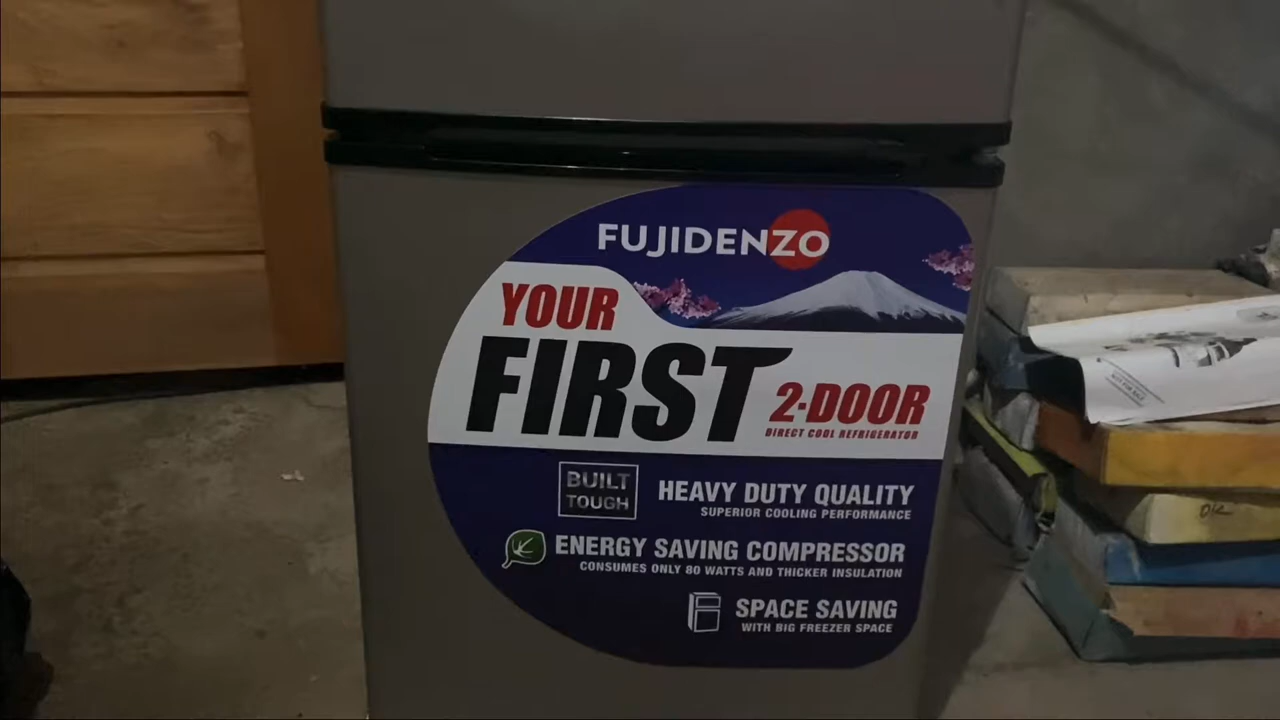 FUJIDENZO
YOUR
FIRST
2-DOOR
DIRECT COOL REFRIGERATOR
BUILT
TOUGH
HEAVY DUTY QUALITY
SUPERIOR COOLING PERFORMANCE
ENERGY SAVING COMPRESSOR
CONSUMES ONLY 80 WATTS AND THICKER INSULATION
SPACE SAVING
WITH BIG FREEZER SPACE
OK